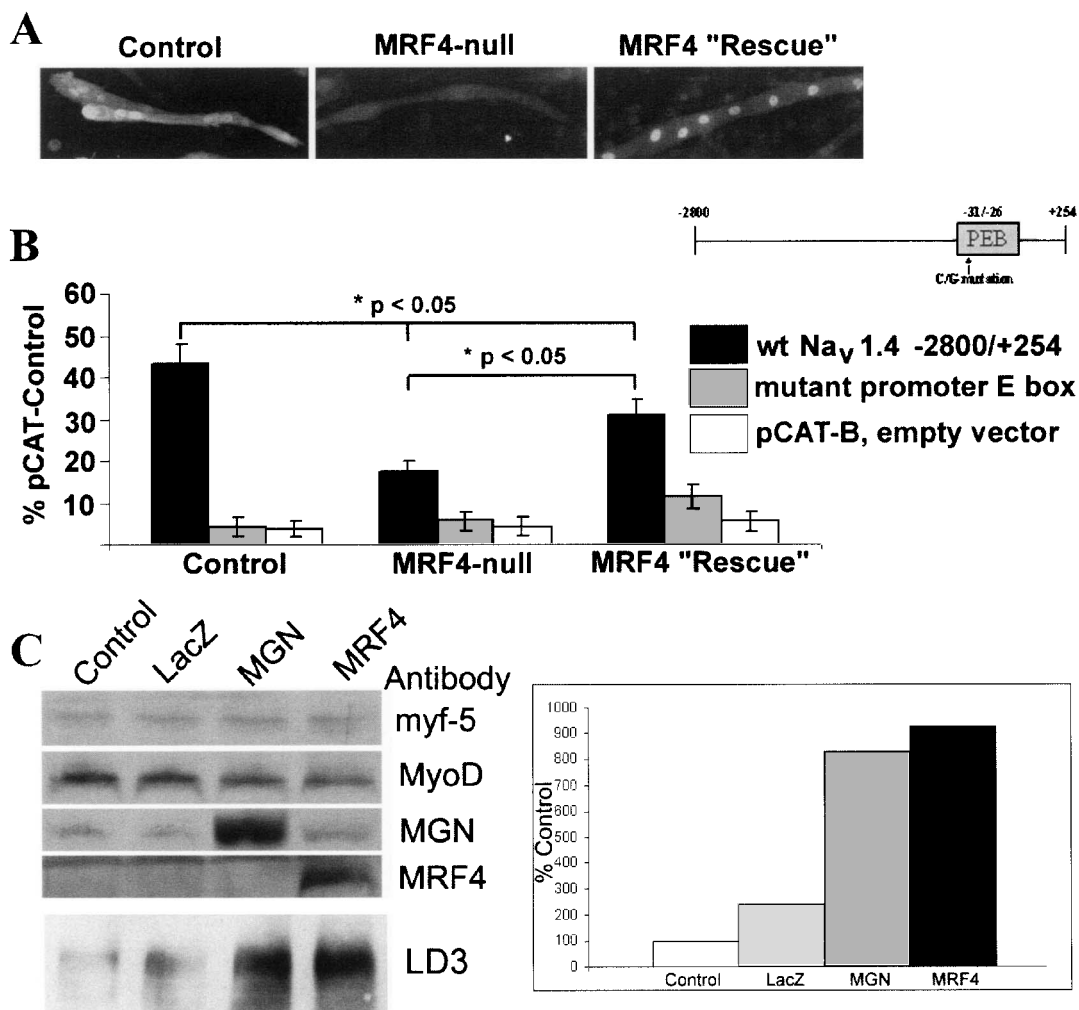 A
Control MRF4-null MRF4 "Rescue"
-2800 -31/-26 +254
PEB
C/G-mutation
B
60
50
40
30
20
10
% pCAT-Control
* p < 0.05
* p < 0.05
wt Nav 1.4 -2800/+254
mutant promoter E box
pCAT-B, empty vector
Control MRF4-null MRF4 "Rescue"
C
Control LacZ MGN MRF4
Antibody
myf-5
MyoD
MGN
MRF4
LD3
% Control
1000
900
800
700
600
500
400
300
200
100
0
Control LacZ MGN MRF4